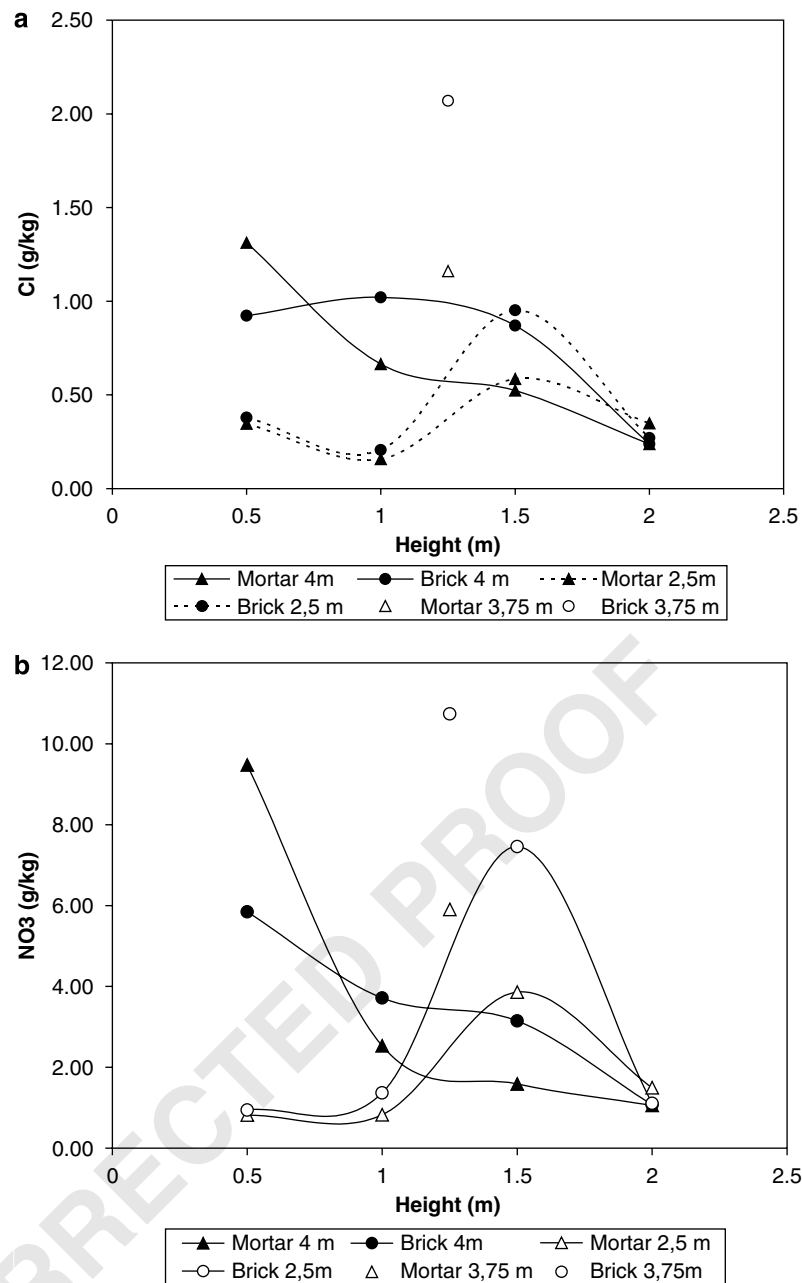 a
2.50
2.00
1.50
1.00
0.50
0.00
Cl (g/kg)
0 0.5 1 1.5 2 2.5
Height (m)
Mortar 4m Brick 4 m Mortar 2,5m
Brick 2,5 m Mortar 3,75 m Brick 3,75 m
b
12.00
10.00
8.00
6.00
4.00
2.00
0.00
NO3 (g/kg)
0 0.5 1 1.5 2 2.5
Height (m)
Mortar 4 m Brick 4m Mortar 2,5 m
Brick 2,5m Mortar 3,75 m Brick 3,75m
RRECTED PROOF